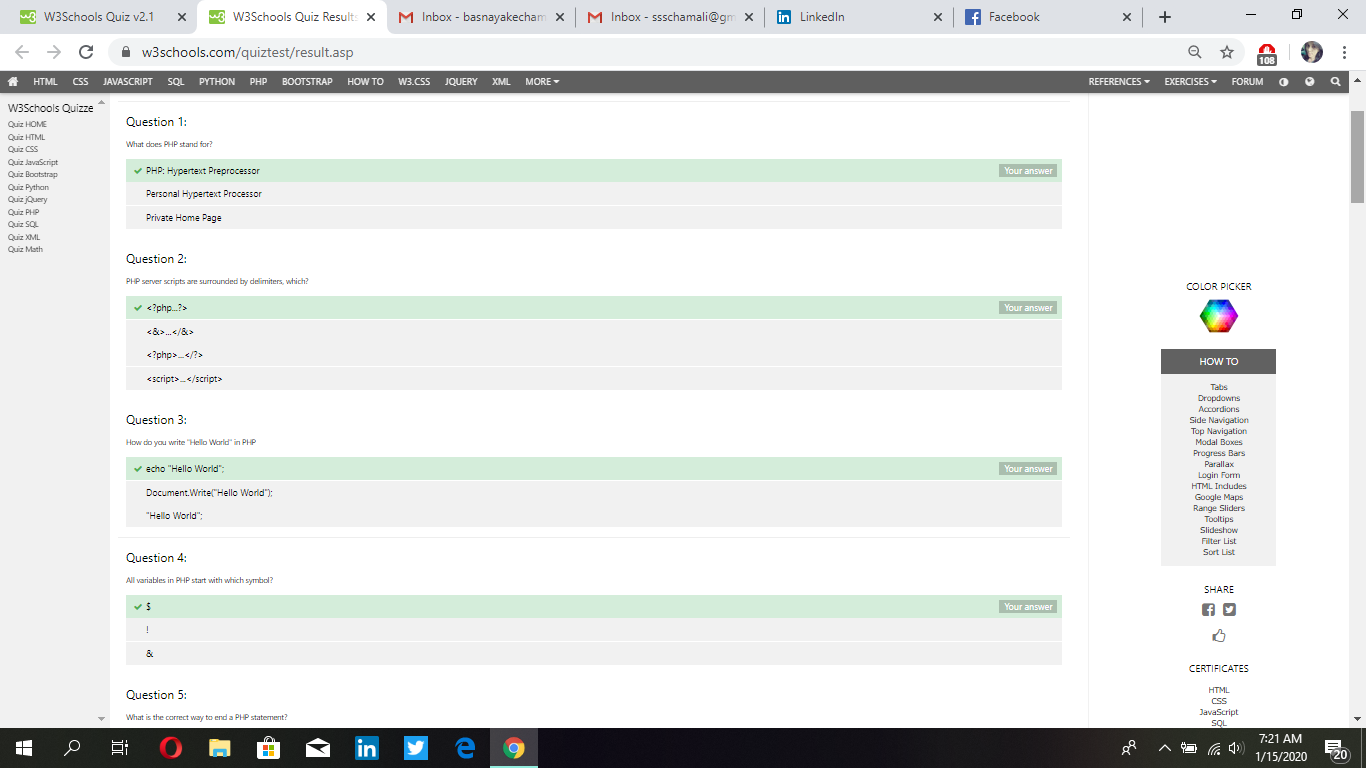 W3Schools Quiz v2.1
W3Schools Quiz Results
Inbox - basnayakecham
Inbox - ssschamali@gm
LinkedIn
Facebook
w3schools.com/quiztest/result.asp
108
HTML CSS JAVASCRIPT SQL PYTHON PHP BOOTSTRAP HOW TO W3.CSS JQUERY XML MORE
REFERENCES EXERCISES FORUM
W3Schools Quizze
Quiz HOME
Quiz HTML
Quiz CSS
Quiz JavaScript
Quiz Bootstrap
Quiz Python
Quiz jQuery
Quiz PHP
Quiz SQL
Quiz XML
Quiz Math
Question 1:
What does PHP stand for?
PHP: Hypertext Preprocessor Your answer
Personal Hypertext Processor
Private Home Page
Question 2:
PHP server scripts are surrounded by delimiters, which?
<?php...?> Your answer
<&>...</&>
<?php>...</?>
<script>...</script>
Question 3:
How do you write "Hello World" in PHP
echo "Hello World"; Your answer
Document.Write("Hello World");
"Hello World";
Question 4:
All variables in PHP start with which symbol?
$ Your answer
!
&
Question 5:
What is the correct way to end a PHP statement?
COLOR PICKER
HOW TO
Tabs
Dropdowns
Accordions
Side Navigation
Top Navigation
Modal Boxes
Progress Bars
Parallax
Login Form
HTML Includes
Google Maps
Range Sliders
Tooltips
Slideshow
Filter List
Sort List
SHARE
CERTIFICATES
HTML
CSS
JavaScript
SQL
7:21 AM
1/15/2020
20